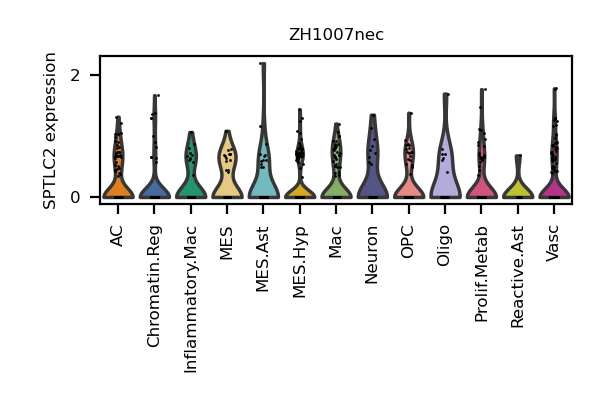 ZH1007nec
SPTLC2 expression
2
0
AC
Chromatin.Reg
Inflammatory.Mac
MES
MES.Ast
MES.Hyp
Mac
Neuron
OPC
Oligo
Prolif.Metab
Reactive.Ast
Vasc